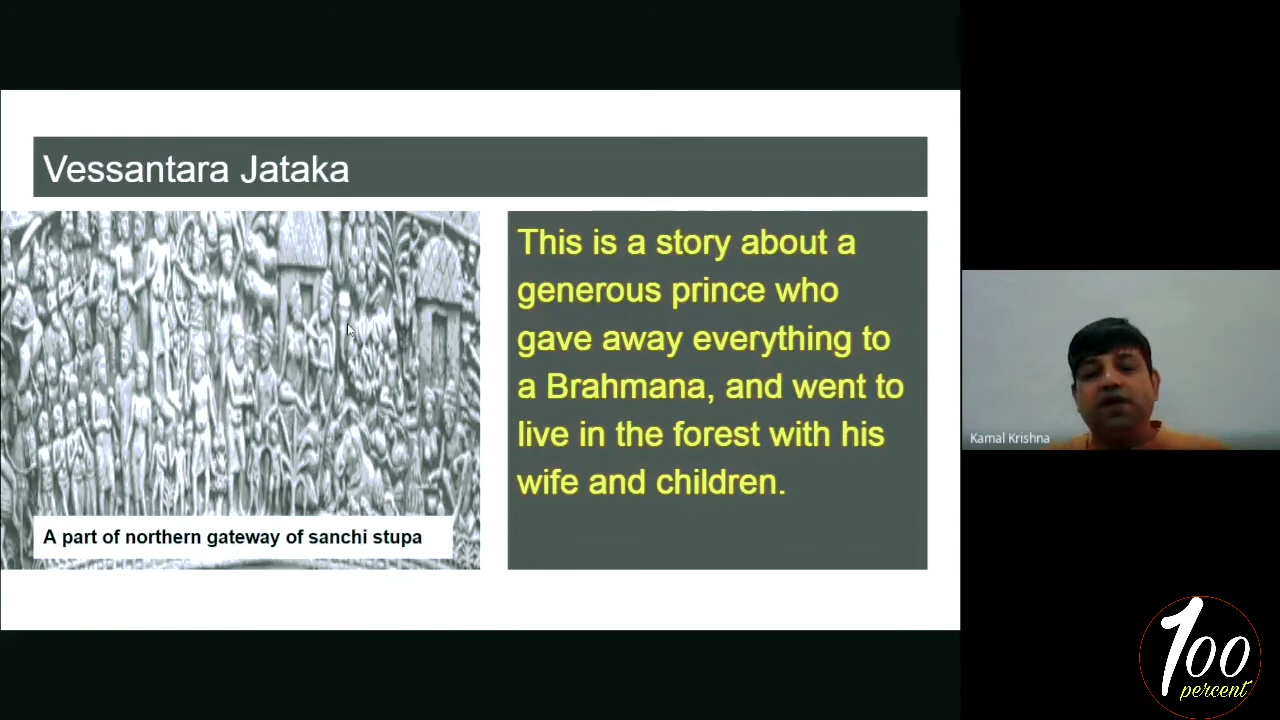 Vessantara Jataka
This is a story about a
generous prince who
gave away everything to
a Brahmana, and went to
live in the forest with his
wife and children.
A part of northern gateway of sanchi stupa
Kamal Krishna
100
percent